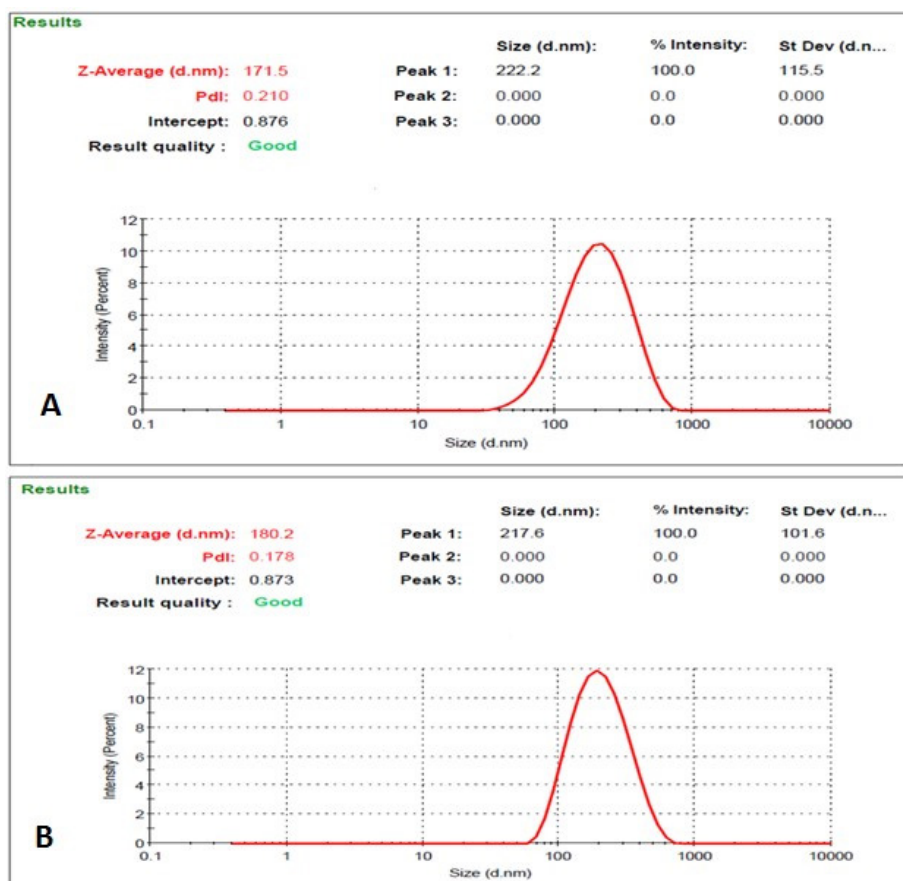 Results
Size (d.nm): % Intensity: St Dev (d.n...
Z-Average (d.nm): 171.5 Peak 1: 222.2 100.0 115.5
PdI: 0.210 Peak 2: 0.000 0.0 0.000
Intercept: 0.876 Peak 3: 0.000 0.0 0.000
Result quality : Good
12
10
8
6
4
2
0
Intensity (Percent)
A
0.1 1 10 100 1000 10000
Size (d.nm)
Results
Size (d.nm): % Intensity: St Dev (d.n...
Z-Average (d.nm): 180.2 Peak 1: 217.6 100.0 101.6
PdI: 0.178 Peak 2: 0.000 0.0 0.000
Intercept: 0.873 Peak 3: 0.000 0.0 0.000
Result quality : Good
12
10
8
6
4
2
0
Intensity (Percent)
B
0.1 1 10 100 1000 10000
Size (d.nm)